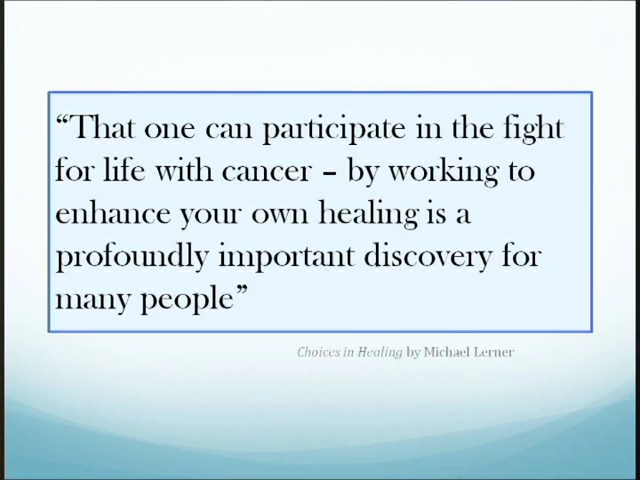 “That one can participate in the fight
for life with cancer – by working to
enhance your own healing is a
profoundly important discovery for
many people”
Choices in Healing by Michael Lerner